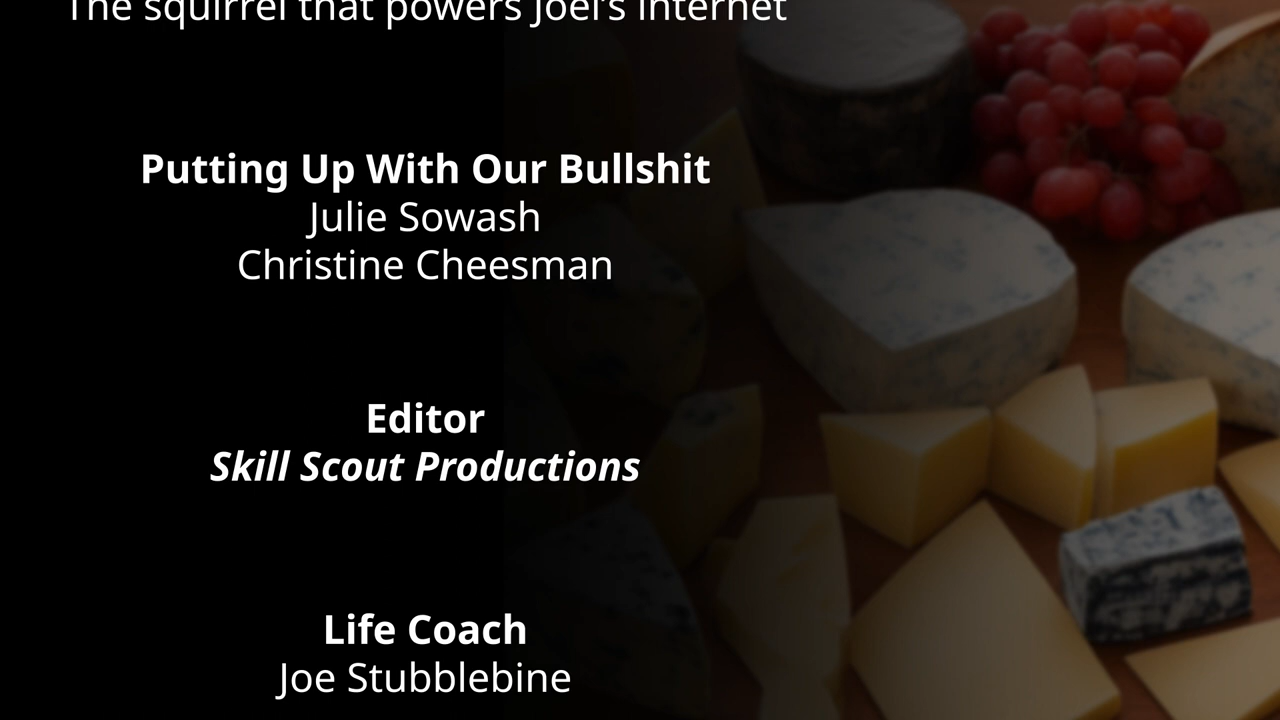 The squirrel that powers Joel's internet
Putting Up With Our Bullshit
Julie Sowash
Christine Cheesman
Editor
Skill Scout Productions
Life Coach
Joe Stubblebine